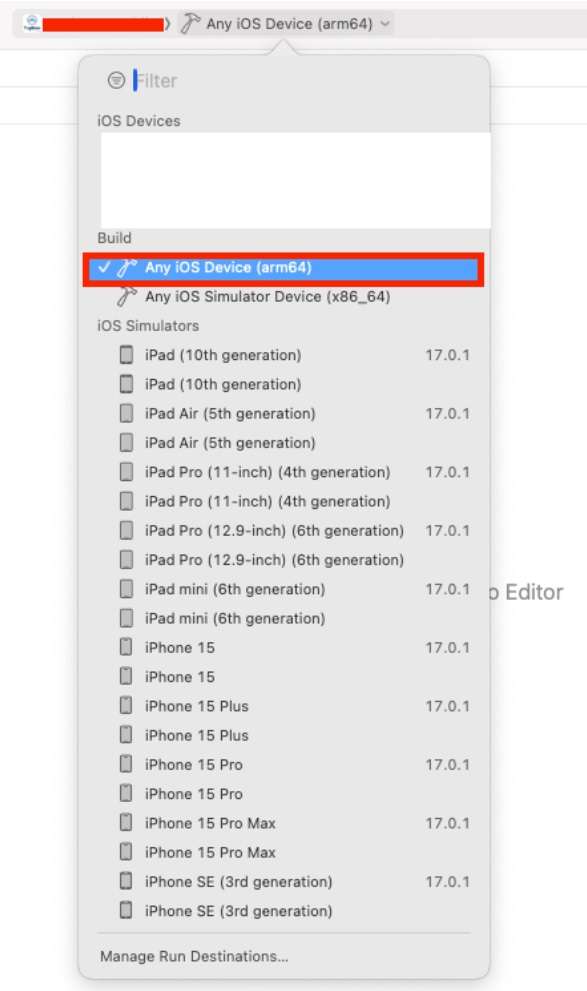 Any iOS Device (arm64)
Filter
iOS Devices
Build
Any iOS Device (arm64)
Any iOS Simulator Device (x86_64)
iOS Simulators
iPad (10th generation) 17.0.1
iPad (10th generation)
iPad Air (5th generation) 17.0.1
iPad Air (5th generation)
iPad Pro (11-inch) (4th generation) 17.0.1
iPad Pro (11-inch) (4th generation)
iPad Pro (12.9-inch) (6th generation) 17.0.1
iPad Pro (12.9-inch) (6th generation)
iPad mini (6th generation) 17.0.1
o Editor
iPad mini (6th generation)
iPhone 15 17.0.1
iPhone 15
iPhone 15 Plus 17.0.1
iPhone 15 Plus
iPhone 15 Pro 17.0.1
iPhone 15 Pro
iPhone 15 Pro Max 17.0.1
iPhone 15 Pro Max
iPhone SE (3rd generation) 17.0.1
iPhone SE (3rd generation)
Manage Run Destinations...